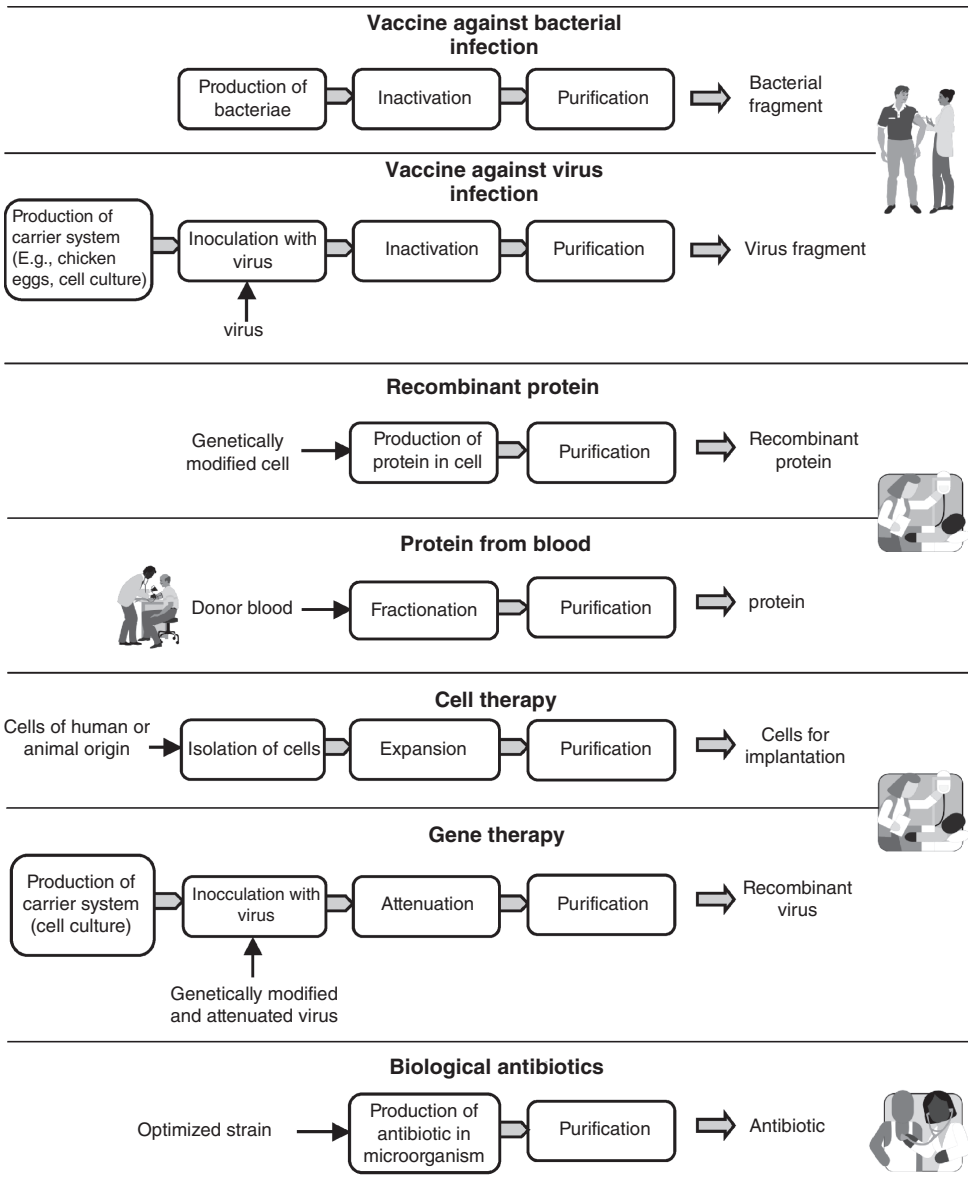 Vaccine against bacterial
infection
Production of
bacteriae
Inactivation
Purification
Bacterial
fragment
Vaccine against virus
infection
Production of
carrier system
(E.g., chicken
eggs, cell culture)
Inoculation with
virus
Inactivation
Purification
Virus fragment
virus
Recombinant protein
Genetically
modified cell
Production of
protein in cell
Purification
Recombinant
protein
Protein from blood
Donor blood
Fractionation
Purification
protein
Cell therapy
Cells of human or
animal origin
Isolation of cells
Expansion
Purification
Cells for
implantation
Gene therapy
Production of
carrier system
(cell culture)
Inocculation with
virus
Attenuation
Purification
Recombinant
virus
Genetically modified
and attenuated virus
Biological antibiotics
Optimized strain
Production of
antibiotic in
microorganism
Purification
Antibiotic